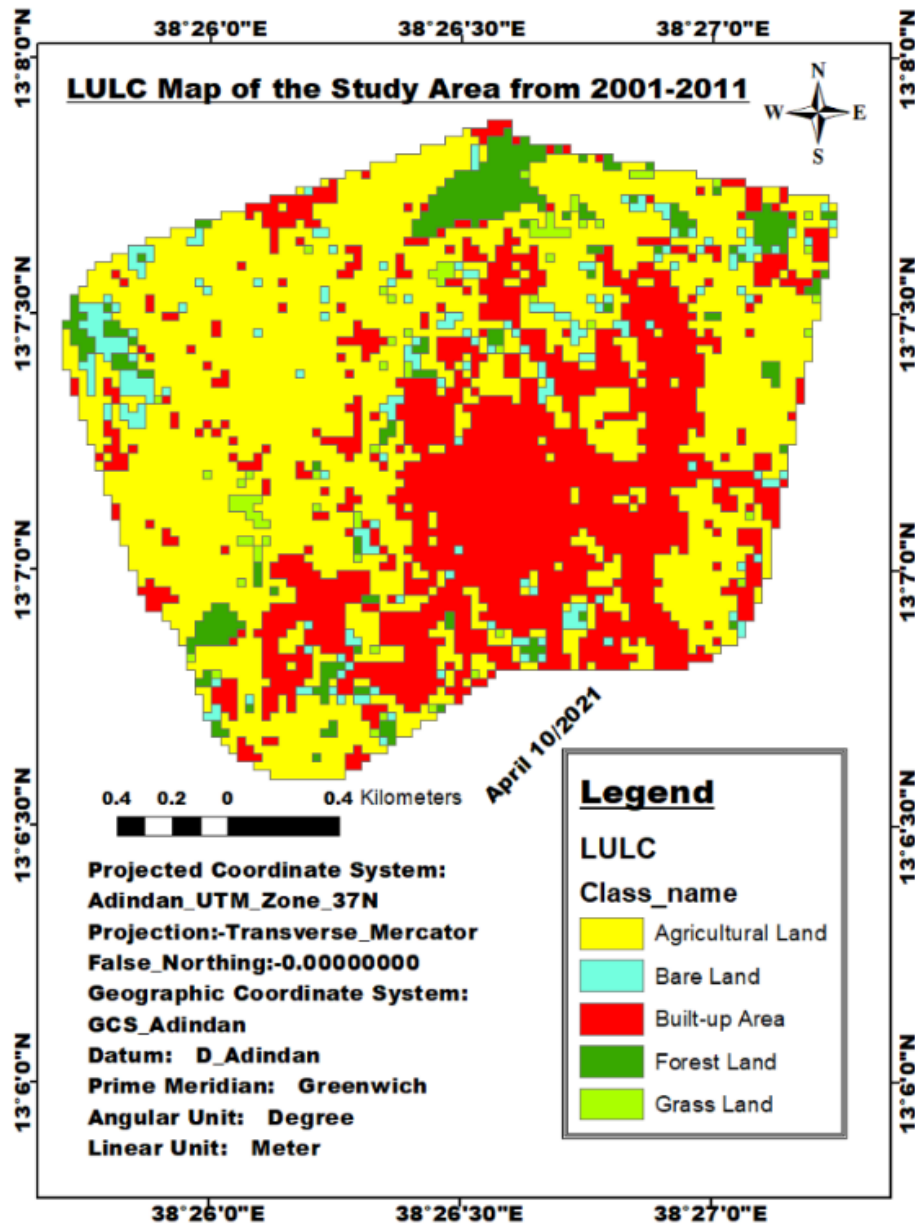 38°26'0"E 38°26'30"E 38°27'0"E
13°8'0"N 13°8'0"N
LULC Map of the Study Area from 2001-2011
N
W E
S
13°7'30"N 13°7'30"N
13°7'0"N 13°7'0"N
April 10/2021
0.4 0.2 0 0.4 Kilometers
13°6'30"N 13°6'30"N
Projected Coordinate System:
Adindan_UTM_Zone_37N
Projection:-Transverse_Mercator
False_Northing:-0.00000000
Geographic Coordinate System:
GCS_Adindan
Datum: D_Adindan
Prime Meridian: Greenwich
Angular Unit: Degree
Linear Unit: Meter
Legend
LULC
Class_name
Agricultural Land
Bare Land
Built-up Area
Forest Land
Grass Land
13°6'0"N 13°6'0"N
38°26'0"E 38°26'30"E 38°27'0"E